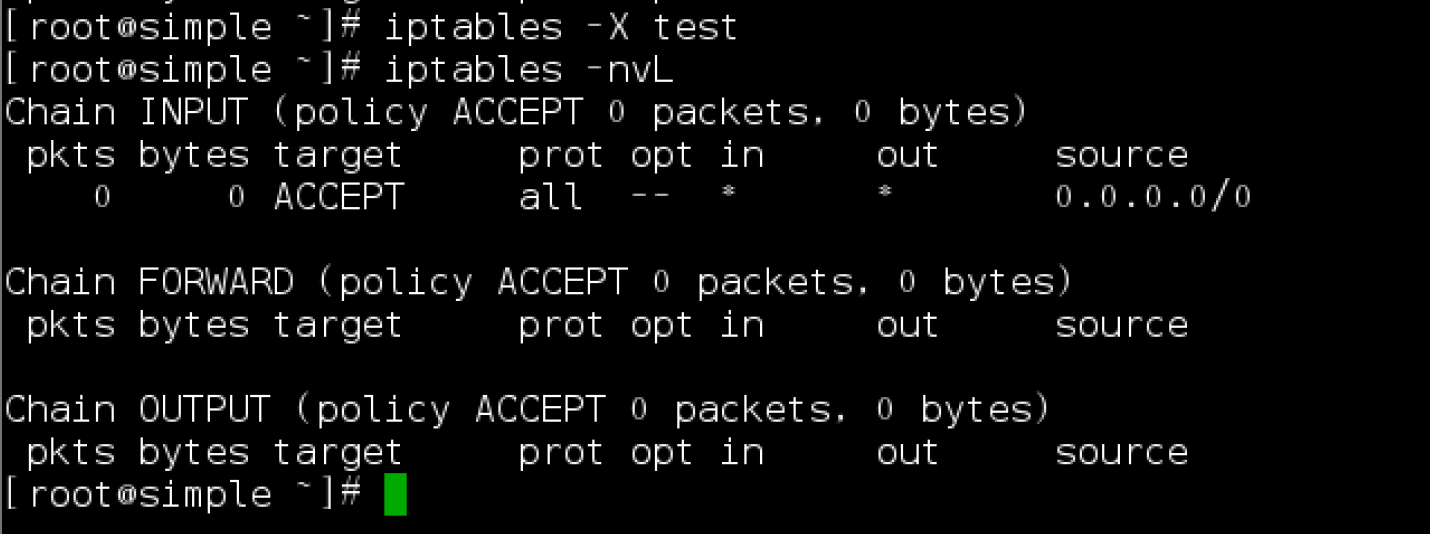 [root@simple ~]# iptables -X test
[root@simple ~]# iptables -nvL
Chain INPUT (policy ACCEPT 0 packets, 0 bytes)
 pkts bytes target     prot opt in     out     source
    0     0 ACCEPT     all  --  *      *       0.0.0.0/0

Chain FORWARD (policy ACCEPT 0 packets, 0 bytes)
 pkts bytes target     prot opt in     out     source

Chain OUTPUT (policy ACCEPT 0 packets, 0 bytes)
 pkts bytes target     prot opt in     out     source
[root@simple ~]#